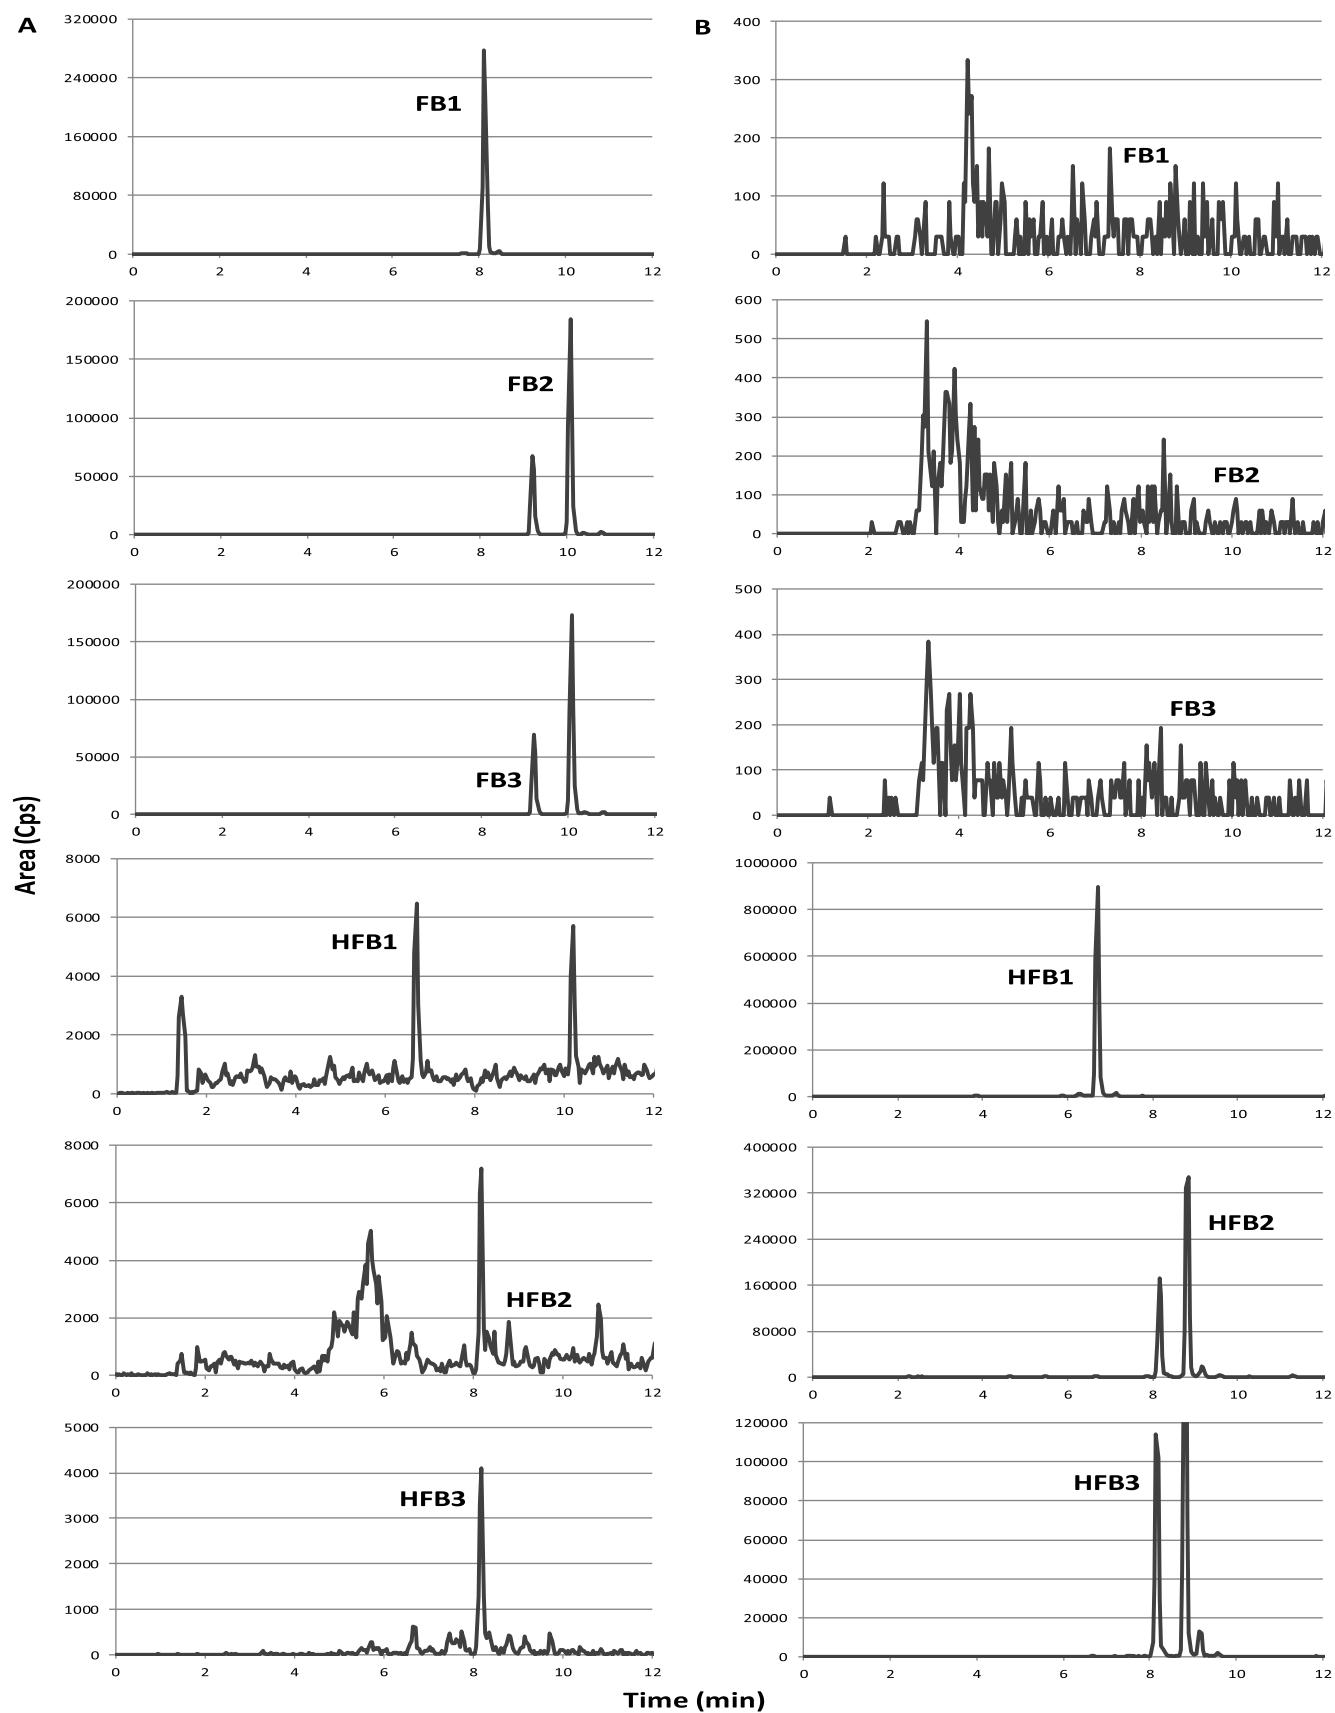 A
320000
240000
160000
80000
0
FB1
0 2 4 6 8 10 12
200000
150000
100000
50000
0
FB2
0 2 4 6 8 10 12
200000
150000
100000
50000
0
FB3
0 2 4 6 8 10 12
8000
6000
4000
2000
0
HFB1
0 2 4 6 8 10 12
8000
6000
4000
2000
0
HFB2
0 2 4 6 8 10 12
5000
4000
3000
2000
1000
0
HFB3
0 2 4 6 8 10 12
Area (Cps)
B
400
300
200
100
0
FB1
0 2 4 6 8 10 12
600
500
400
300
200
100
0
FB2
0 2 4 6 8 10 12
500
400
300
200
100
0
FB3
0 2 4 6 8 10 12
1000000
800000
600000
400000
200000
0
HFB1
0 2 4 6 8 10 12
400000
320000
240000
160000
80000
0
HFB2
0 2 4 6 8 10 12
120000
100000
80000
60000
40000
20000
0
HFB3
0 2 4 6 8 10 12
Time (min)